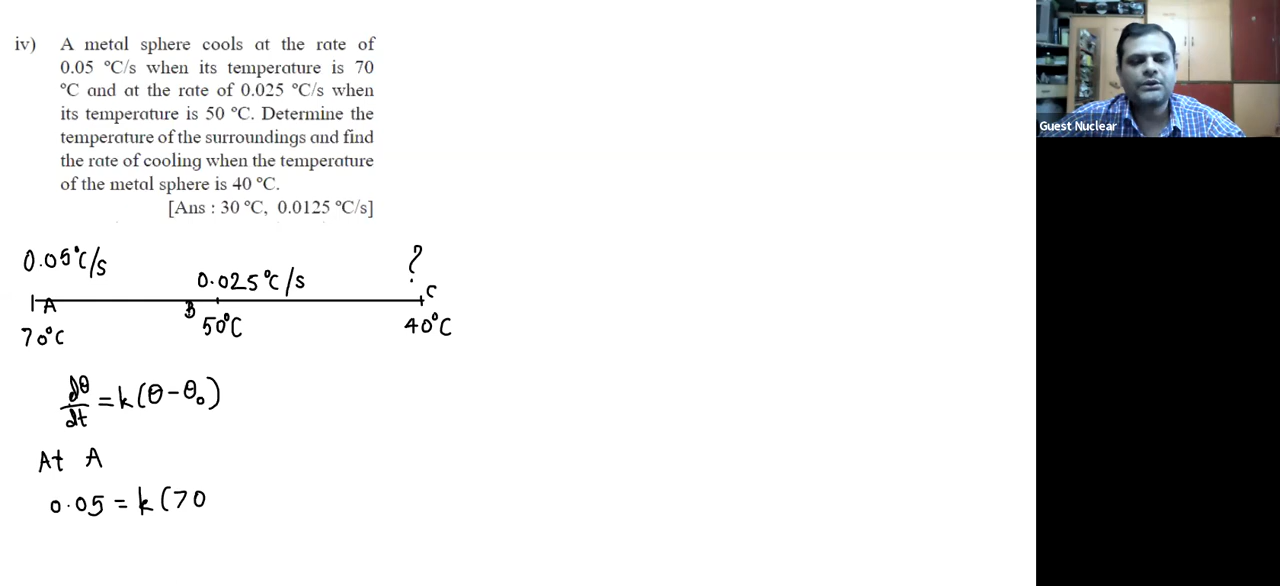 iv) A metal sphere cools at the rate of
0.05 °C/s when its temperature is 70
°C and at the rate of 0.025 °C/s when
its temperature is 50 °C. Determine the
temperature of the surroundings and find
the rate of cooling when the temperature
of the metal sphere is 40 °C.
[Ans : 30 °C, 0.0125 °C/s]
Guest Nuclear
0.05°C/s
0.025°C/s
?
A
B
C
70°C
50°C
40°C
dθ/dt = k(θ-θ₀)
At A
0.05 = k(70